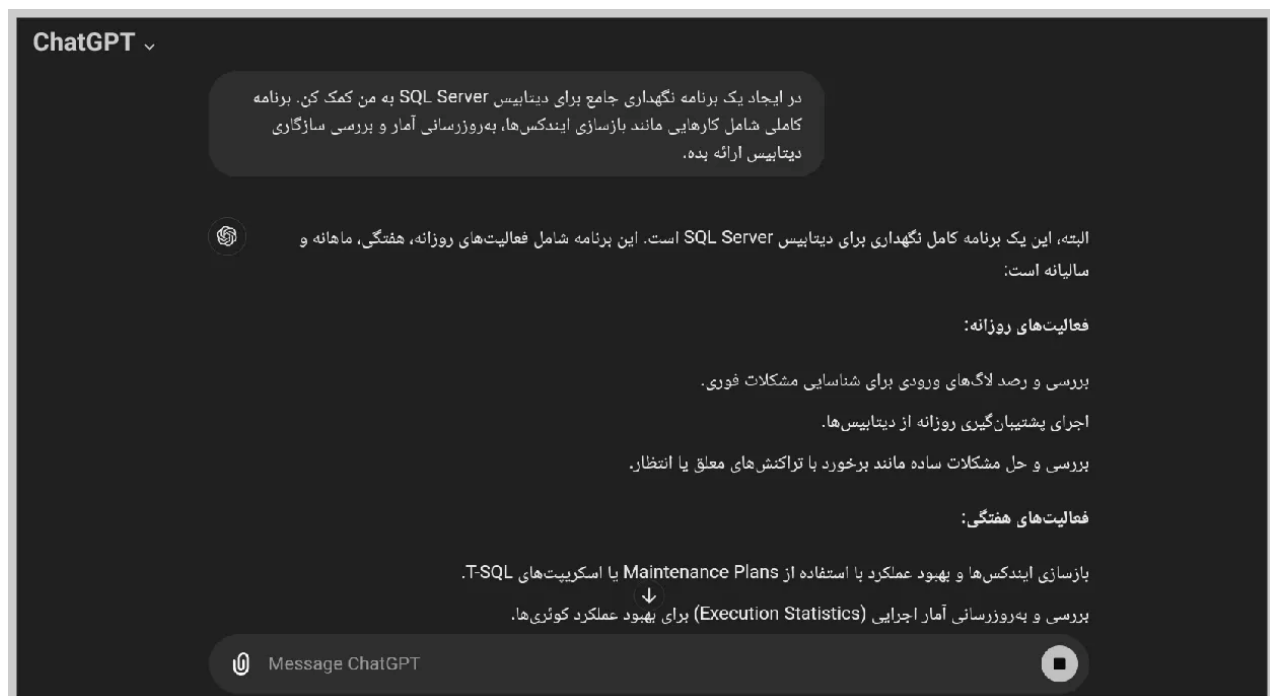 ChatGPT
در ایجاد یک برنامه نگهداری جامع برای دیتابیس SQL Server به من کمک کن. برنامه
کاملی شامل کارهایی مانند بازسازی ایندکس‌ها، به‌روزرسانی آمار و بررسی سازگاری
دیتابیس ارائه بده.
البته، این یک برنامه کامل نگهداری برای دیتابیس SQL Server است. این برنامه شامل فعالیت‌های روزانه، هفتگی، ماهانه و
سالیانه است:
فعالیت‌های روزانه:
بررسی و رصد لاگ‌های ورودی برای شناسایی مشکلات فوری.
اجرای پشتیبان‌گیری روزانه از دیتابیس‌ها.
بررسی و حل مشکلات ساده مانند برخورد با تراکنش‌های معلق یا انتظار.
فعالیت‌های هفتگی:
بازسازی ایندکس‌ها و بهبود عملکرد با استفاده از Maintenance Plans یا اسکریپت‌های T-SQL.
بررسی و به‌روزرسانی آمار اجرایی (Execution Statistics) برای بهبود عملکرد کوئری‌ها.
Message ChatGPT